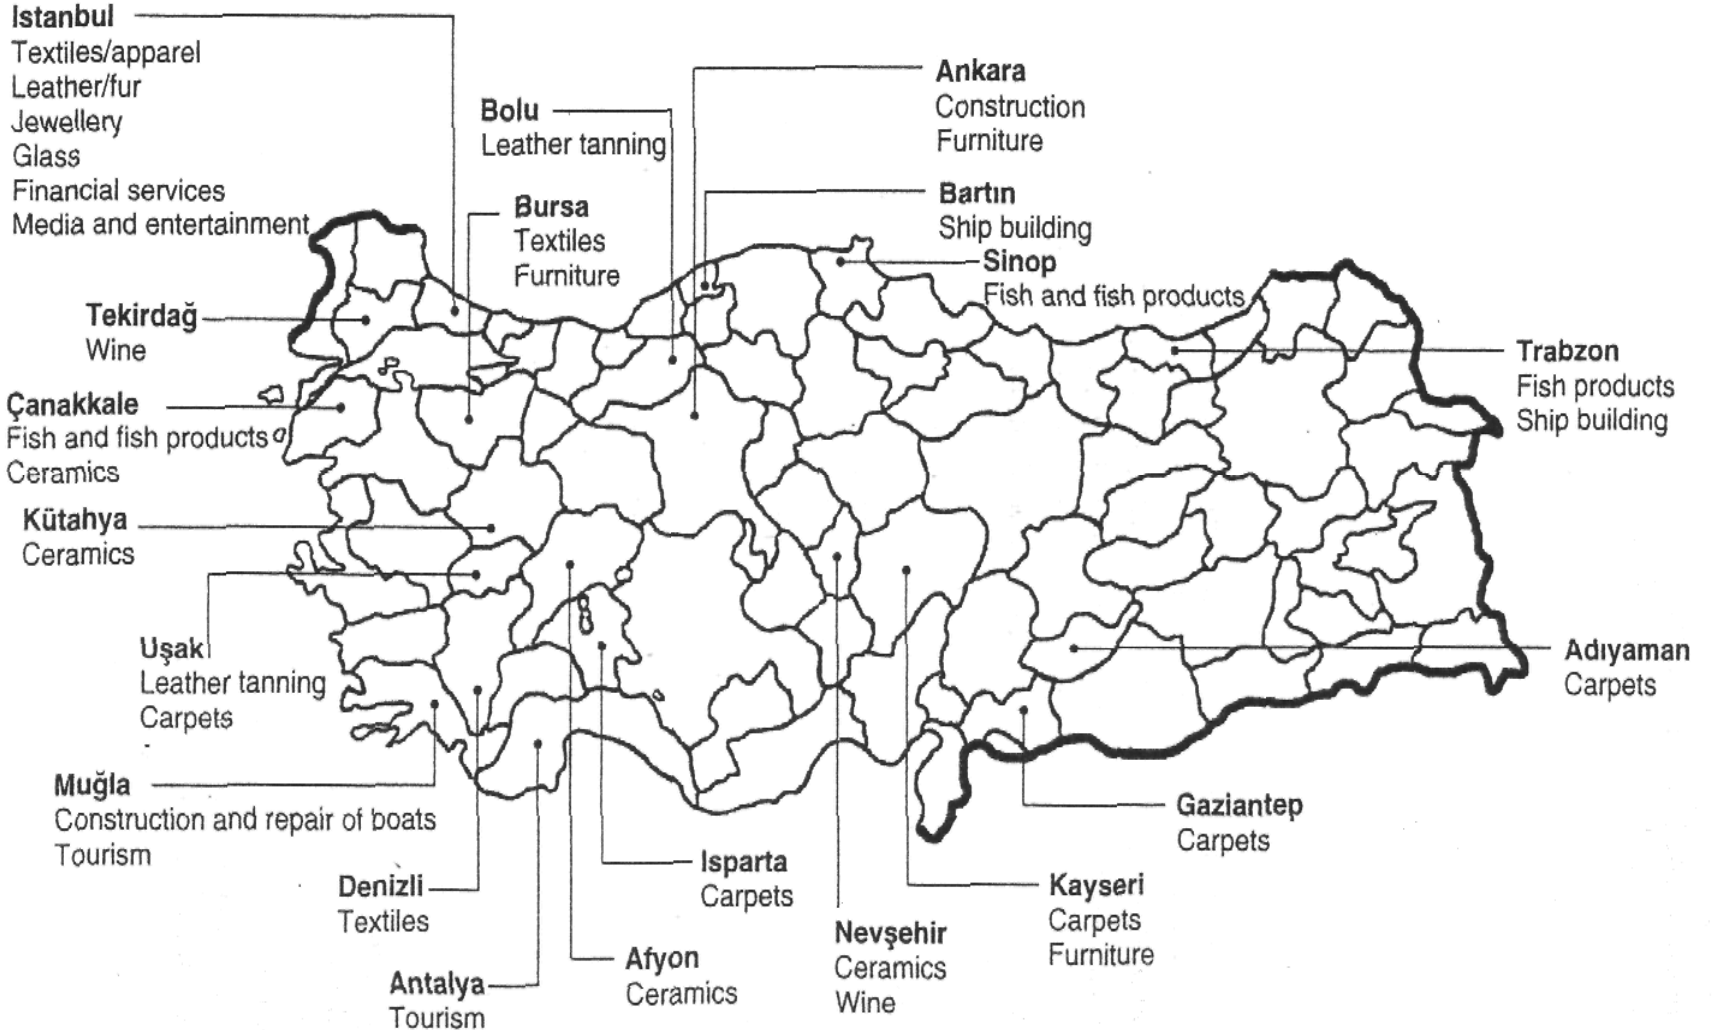 Istanbul
Textiles/apparel
Leather/fur
Jewellery
Glass
Financial services
Media and entertainment
Bolu
Leather tanning
Ankara
Construction
Furniture
Bursa
Textiles
Furniture
Bartın
Ship building
Sinop
Fish and fish products
Tekirdağ
Wine
Trabzon
Fish products
Ship building
Çanakkale
Fish and fish products
Ceramics
Kütahya
Ceramics
Uşak
Leather tanning
Carpets
Adıyaman
Carpets
Muğla
Construction and repair of boats
Tourism
Gaziantep
Carpets
Denizli
Textiles
Isparta
Carpets
Kayseri
Carpets
Furniture
Nevşehir
Ceramics
Wine
Afyon
Ceramics
Antalya
Tourism